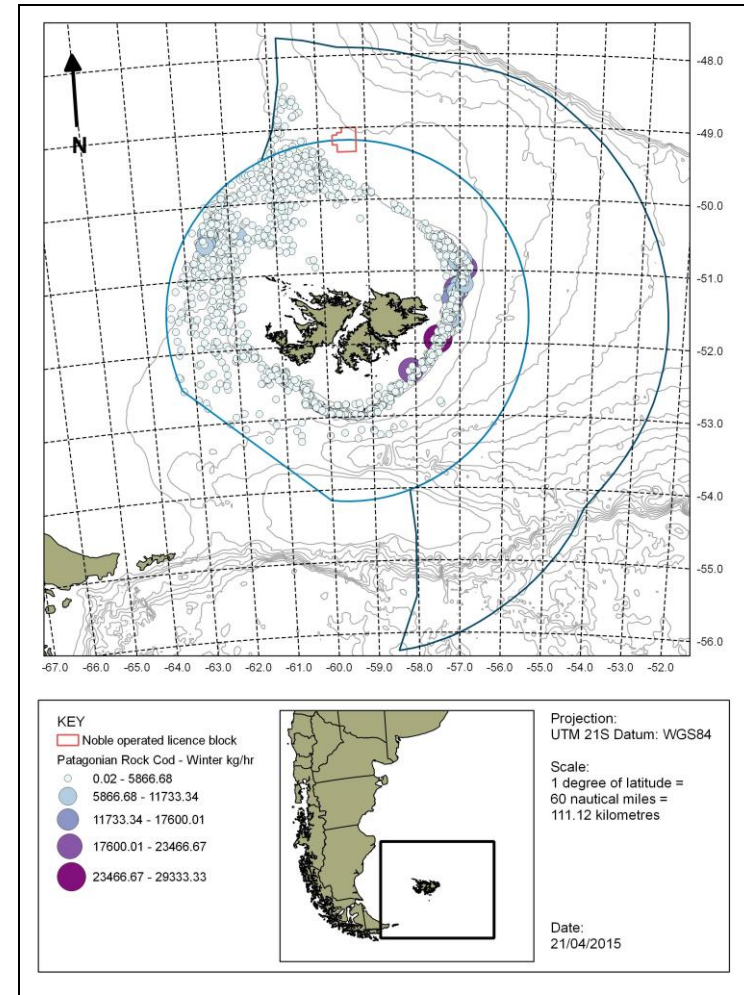 N
-48.0
-49.0
-50.0
-51.0
-52.0
-53.0
-54.0
-55.0
-56.0
-67.0 -66.0 -65.0 -64.0 -63.0 -62.0 -61.0 -60.0 -59.0 -58.0 -57.0 -56.0 -55.0 -54.0 -53.0 -52.0
KEY
Noble operated licence block
Patagonian Rock Cod - Winter kg/hr
0.02 - 5866.68
5866.68 - 11733.34
11733.34 - 17600.01
17600.01 - 23466.67
23466.67 - 29333.33
Projection:
UTM 21S Datum: WGS84
Scale:
1 degree of latitude =
60 nautical miles =
111.12 kilometres
Date:
21/04/2015